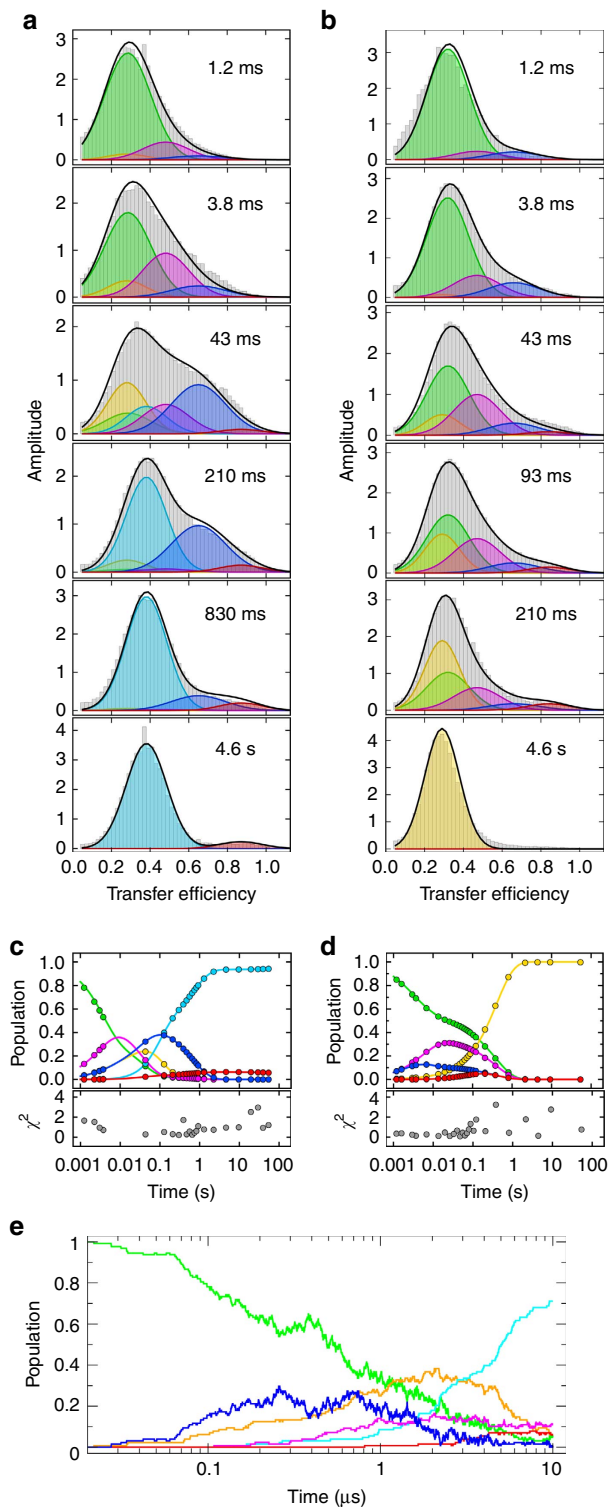 a b
3 1.2 ms 3 1.2 ms
2 2
1 1
0 0
3 3.8 ms 3 3.8 ms
2 2
1 1
0 0
2 43 ms 3 43 ms
1 2
0 1
0
Amplitude Amplitude
2 210 ms 3 93 ms
1 2
0 1
0
3 830 ms 3 210 ms
2 2
1 1
0 0
4 4.6 s 4 4.6 s
3 3
2 2
1 1
0 0
0.0 0.2 0.4 0.6 0.8 1.0 0.0 0.2 0.4 0.6 0.8 1.0
Transfer efficiency Transfer efficiency
c d
1.0 1.0
0.8 0.8
0.6 0.6
0.4 0.4
0.2 0.2
0.0 0.0
Population Population
4 4
2 2
0 0
χ2 χ2
0.001 0.01 0.1 1 10 100 0.001 0.01 0.1 1 10 100
Time (s) Time (s)
e
1
0.8
0.6
0.4
0.2
0
Population
0.1 1 10
Time (μs)